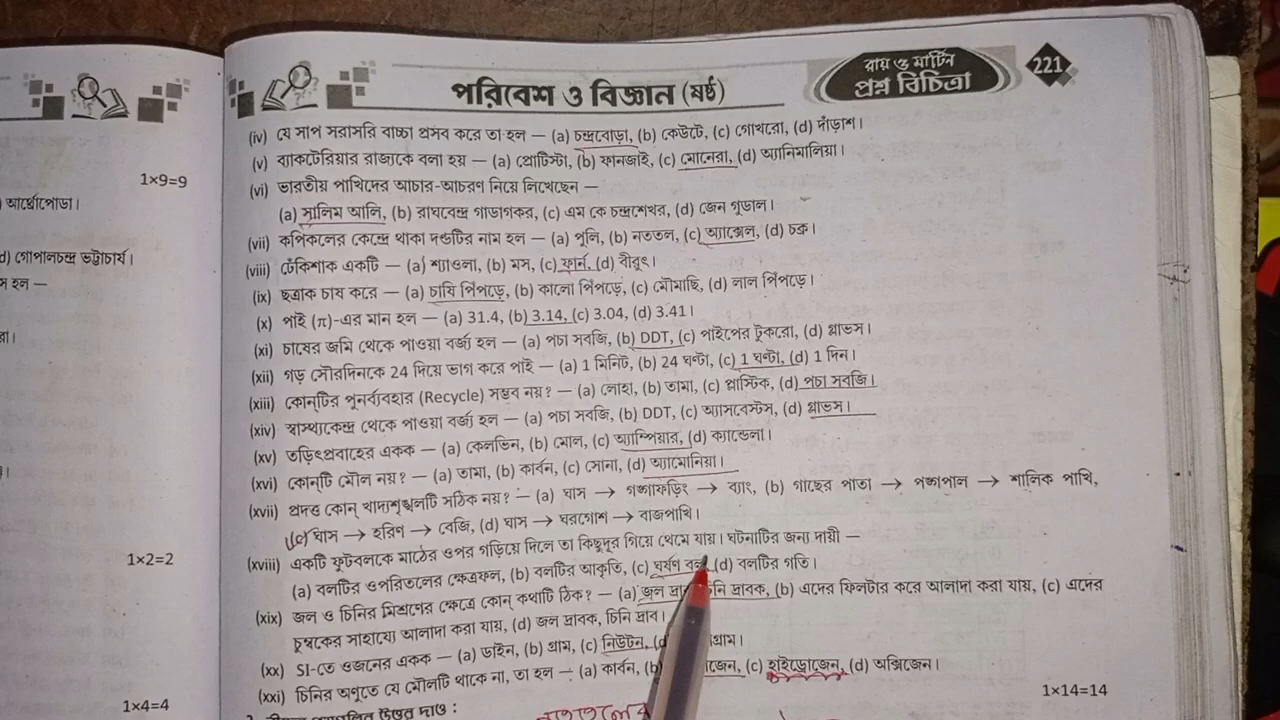 1×9=9
আর্থ্রোপোডা।
d) গোপালচন্দ্র ভট্টাচার্য।
হল —
1×2=2
1×4=4
পরিবেশ ও বিজ্ঞান (ষষ্ঠ)
রায় ও মার্টিন
প্রশ্ন বিচিত্রা
221
(iv) যে সাপ সরাসরি বাচ্চা প্রসব করে তা হল — (a) চন্দ্রবোড়া, (b) কেউটে, (c) গোখরো, (d) দাঁড়াশ।
(v) ব্যাকটেরিয়ার রাজ্যকে বলা হয় — (a) প্রোটিস্টা, (b) ফানজাই, (c) মোনেরা, (d) অ্যানিমালিয়া।
(vi) ভারতীয় পাখিদের আচার-আচরণ নিয়ে লিখেছেন —
(a) সালিম আলি, (b) রাঘবেন্দ্র গাডাগকর, (c) এম কে চন্দ্রশেখর, (d) জেন গুডাল।
(vii) কপিকলের কেন্দ্রে থাকা দণ্ডটির নাম হল — (a) পুলি, (b) নততল, (c) অ্যাক্সেল, (d) চক্র।
(viii) ঢেঁকিশাক একটি — (a) শ্যাওলা, (b) মস, (c) ফার্ন, (d) বীরুৎ।
(ix) ছত্রাক চাষ করে — (a) চাষি পিঁপড়ে, (b) কালো পিঁপড়ে, (c) মৌমাছি, (d) লাল পিঁপড়ে।
(x) পাই (π)-এর মান হল — (a) 31.4, (b) 3.14, (c) 3.04, (d) 3.41।
(xi) চাষের জমি থেকে পাওয়া বর্জ্য হল — (a) পচা সবজি, (b) DDT, (c) পাইপের টুকরো, (d) গ্লাভস।
(xii) গড় সৌরদিনকে 24 দিয়ে ভাগ করে পাই — (a) 1 মিনিট, (b) 24 ঘণ্টা, (c) 1 ঘণ্টা, (d) 1 দিন।
(xiii) কোন্‌টির পুনর্ব্যবহার (Recycle) সম্ভব নয়? — (a) লোহা, (b) তামা, (c) প্লাস্টিক, (d) পচা সবজি।
(xiv) স্বাস্থ্যকেন্দ্র থেকে পাওয়া বর্জ্য হল — (a) পচা সবজি, (b) DDT, (c) অ্যাসবেস্টস, (d) গ্লাভস।
(xv) তড়িৎপ্রবাহের একক — (a) কেলভিন, (b) মোল, (c) অ্যাম্পিয়ার, (d) ক্যান্ডেলা।
(xvi) কোন্‌টি মৌল নয়? — (a) তামা, (b) কার্বন, (c) সোনা, (d) অ্যামোনিয়া।
(xvii) প্রদত্ত কোন্ খাদ্যশৃঙ্খলটি সঠিক নয়? — (a) ঘাস → গঙ্গাফড়িং → ব্যাং, (b) গাছের পাতা → পঙ্গপাল → শালিক পাখি,
(c) ঘাস → হরিণ → বেজি, (d) ঘাস → খরগোশ → বাজপাখি।
(xviii) একটি ফুটবলকে মাঠের ওপর গড়িয়ে দিলে তা কিছুদূর গিয়ে থেমে যায়। ঘটনাটির জন্য দায়ী —
(a) বলটির ওপরিতলের ক্ষেত্রফল, (b) বলটির আকৃতি, (c) ঘর্ষণ বল, (d) বলটির গতি।
(xix) জল ও চিনির মিশ্রণের ক্ষেত্রে কোন্ কথাটি ঠিক? — (a) জল চিনি দ্রাবক, (b) এদের ফিলটার করে আলাদা করা যায়, (c) এদের
চুম্বকের সাহায্যে আলাদা করা যায়, (d) জল দ্রাবক, চিনি দ্রাব।
(xx) SI-তে ওজনের একক — (a) ডাইন, (b) গ্রাম, (c) নিউটন, (d গ্রাম।
(xxi) চিনির অণুতে যে মৌলটি থাকে না, তা হল — (a) কার্বন, (b) (c) হাইড্রোজেন, (d) অক্সিজেন।
1×14=14
উত্তর দাও :